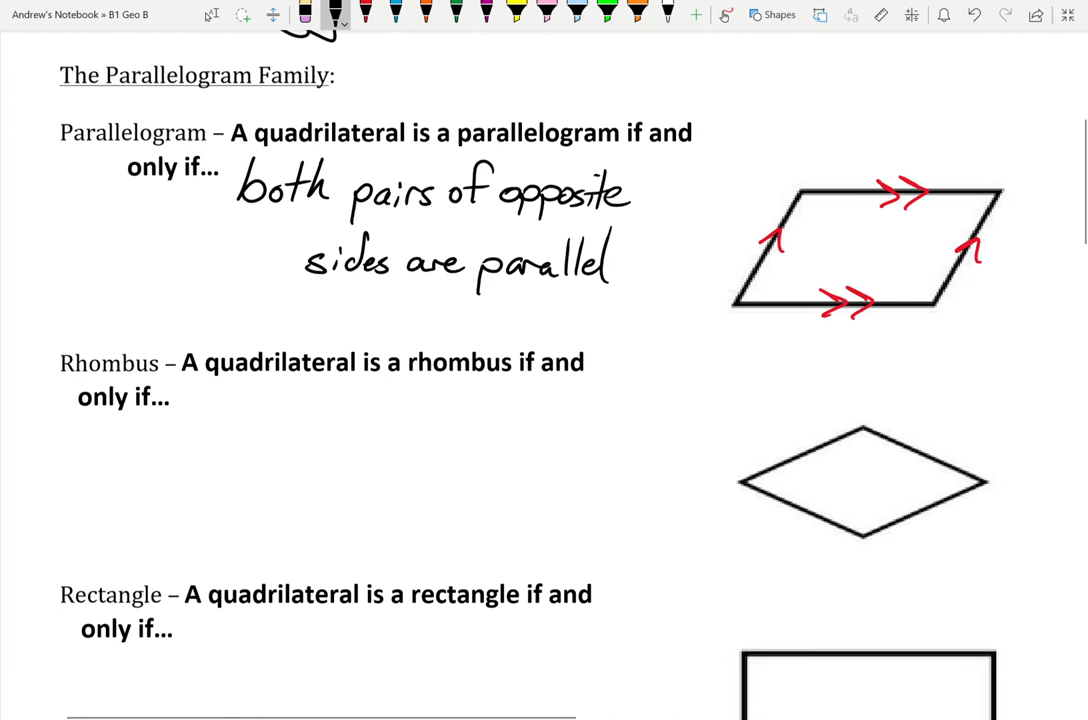 Andrew's Notebook » B1 Geo B
Shapes
The Parallelogram Family:
Parallelogram – A quadrilateral is a parallelogram if and
only if...
both pairs of opposite
sides are parallel
Rhombus – A quadrilateral is a rhombus if and
only if...
Rectangle – A quadrilateral is a rectangle if and
only if...